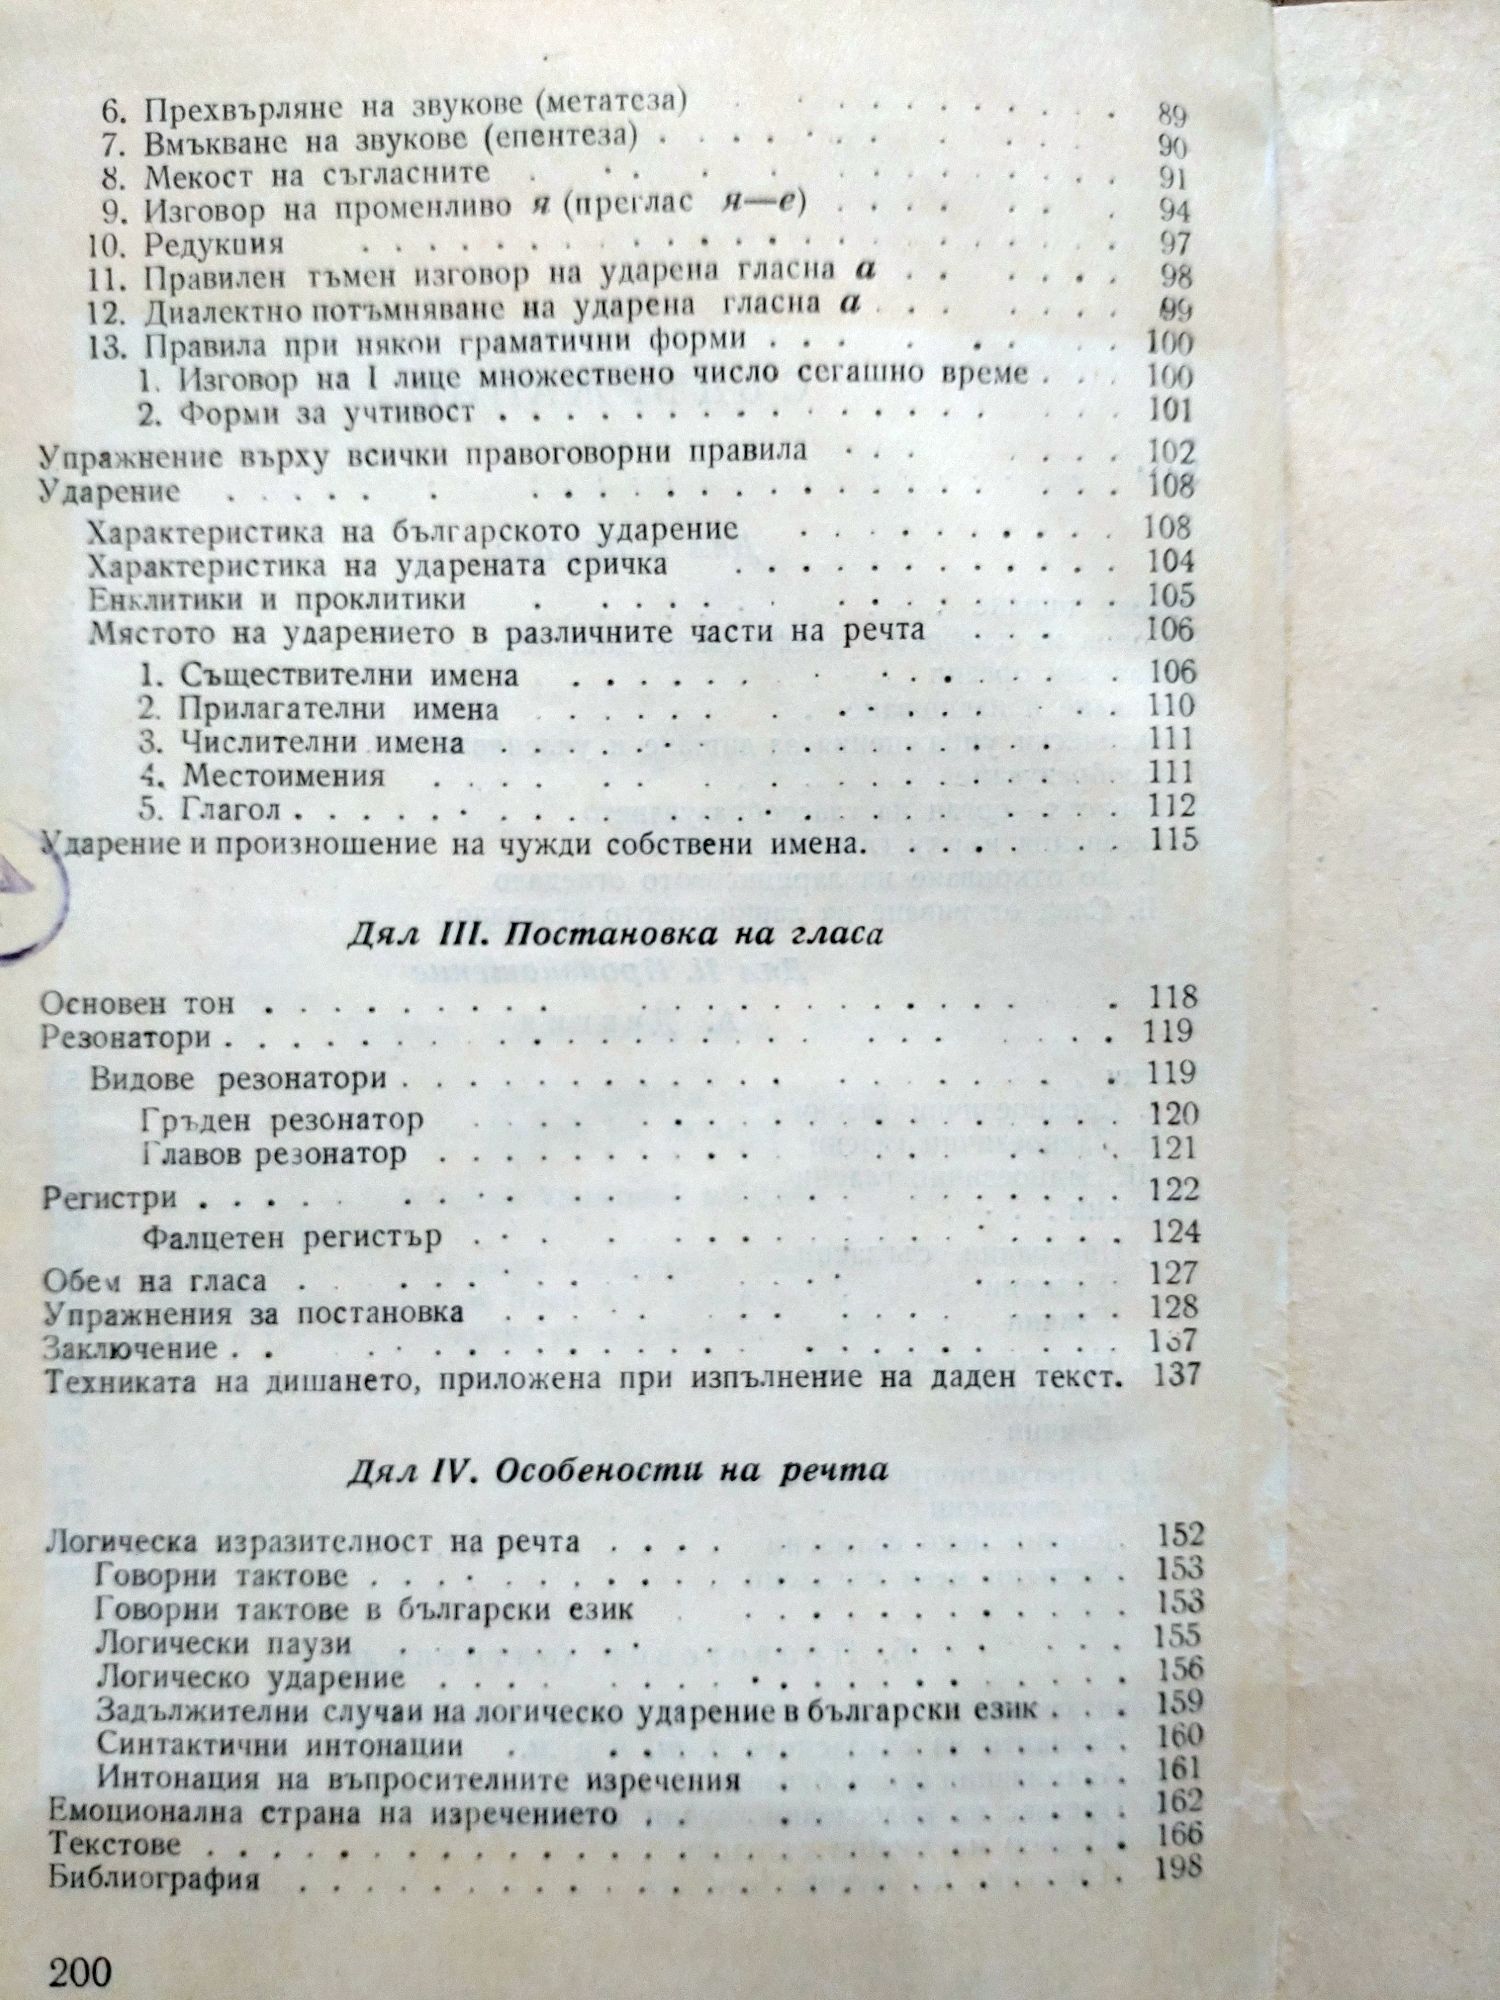 6. Прехвърляне на звукове (метатеза) . . . . . . . . . . 89
7. Вмъкване на звукове (епентеза) . . . . . . . . . . 90
8. Мекост на съгласните . . . . . . . . . . 91
9. Изговор на променливо я (преглас я—е) . . . . . . . 94
10. Редукция . . . . . . . . . . 97
11. Правилен тъмен изговор на ударена гласна а . . . . . . 98
12. Диалектно потъмняване на ударена гласна а . . . . . . 99
13. Правила при някои граматични форми . . . . . . . . 100
1. Изговор на I лице множествено число сегашно време . . . 100
2. Форми за учтивост . . . . . . . . . . 101
Упражнение върху всички правоговорни правила . . . . . . 102
Ударение . . . . . . . . . . 108
Характеристика на българското ударение . . . . . . . . . . 108
Характеристика на ударената сричка . . . . . . . . . . 104
Енклитики и проклитики . . . . . . . . . . 105
Мястото на ударението в различните части на речта . . . 106
1. Съществителни имена . . . . . . . . . . 106
2. Прилагателни имена . . . . . . . . . . 110
3. Числителни имена . . . . . . . . . . 111
4. Местоимения . . . . . . . . . . 111
5. Глагол . . . . . . . . . . 112
Ударение и произношение на чужди собствени имена . . . . . . . 115
Дял III. Постановка на гласа
Основен тон . . . . . . . . . . 118
Резонатори . . . . . . . . . . 119
Видове резонатори . . . . . . . . . . 119
Гръден резонатор . . . . . . . . . . 120
Главов резонатор . . . . . . . . . . 121
Регистри . . . . . . . . . . 122
Фалцетен регистър . . . . . . . . . . 124
Обем на гласа . . . . . . . . . . 127
Упражнения за постановка . . . . . . . . . . 128
Заключение . . . . . . . . . . 137
Техниката на дишането, приложена при изпълнение на даден текст. 137
Дял IV. Особености на речта
Логическа изразителност на речта . . . . . . . . . . 152
Говорни тактове . . . . . . . . . . 153
Говорни тактове в български език . . . . . . . . . . 153
Логически паузи . . . . . . . . . . 155
Логическо ударение . . . . . . . . . . 156
Задължителни случаи на логическо ударение в български език . . . 159
Синтактични интонации . . . . . . . . . . 160
Интонация на въпросителните изречения . . . . . . . . . 161
Емоционална страна на изречението . . . . . . . . . . 162
Текстове . . . . . . . . . . 166
Библиография . . . . . . . . . . 198
200